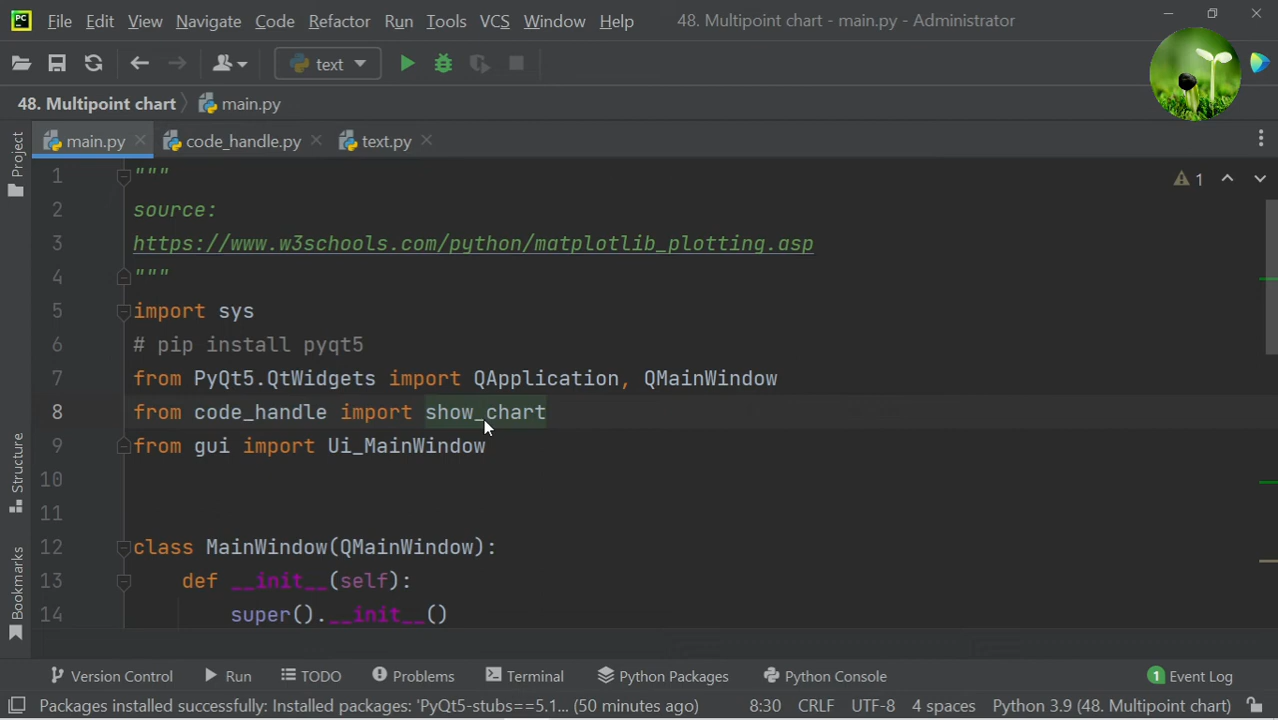 PC File Edit View Navigate Code Refactor Run Tools VCS Window Help 48. Multipoint chart - main.py - Administrator
text
48. Multipoint chart main.py
main.py code_handle.py text.py
Project
Structure
Bookmarks
1 """ 1
2 source:
3 https://www.w3schools.com/python/matplotlib_plotting.asp
4 """
5 import sys
6 # pip install pyqt5
7 from PyQt5.QtWidgets import QApplication, QMainWindow
8 from code_handle import show_chart
9 from gui import Ui_MainWindow
10
11
12 class MainWindow(QMainWindow):
13 def __init__(self):
14 super().__init__()
Version Control Run TODO Problems Terminal Python Packages Python Console 1 Event Log
Packages installed successfully: Installed packages: 'PyQt5-stubs==5.1... (50 minutes ago) 8:30 CRLF UTF-8 4 spaces Python 3.9 (48. Multipoint chart)